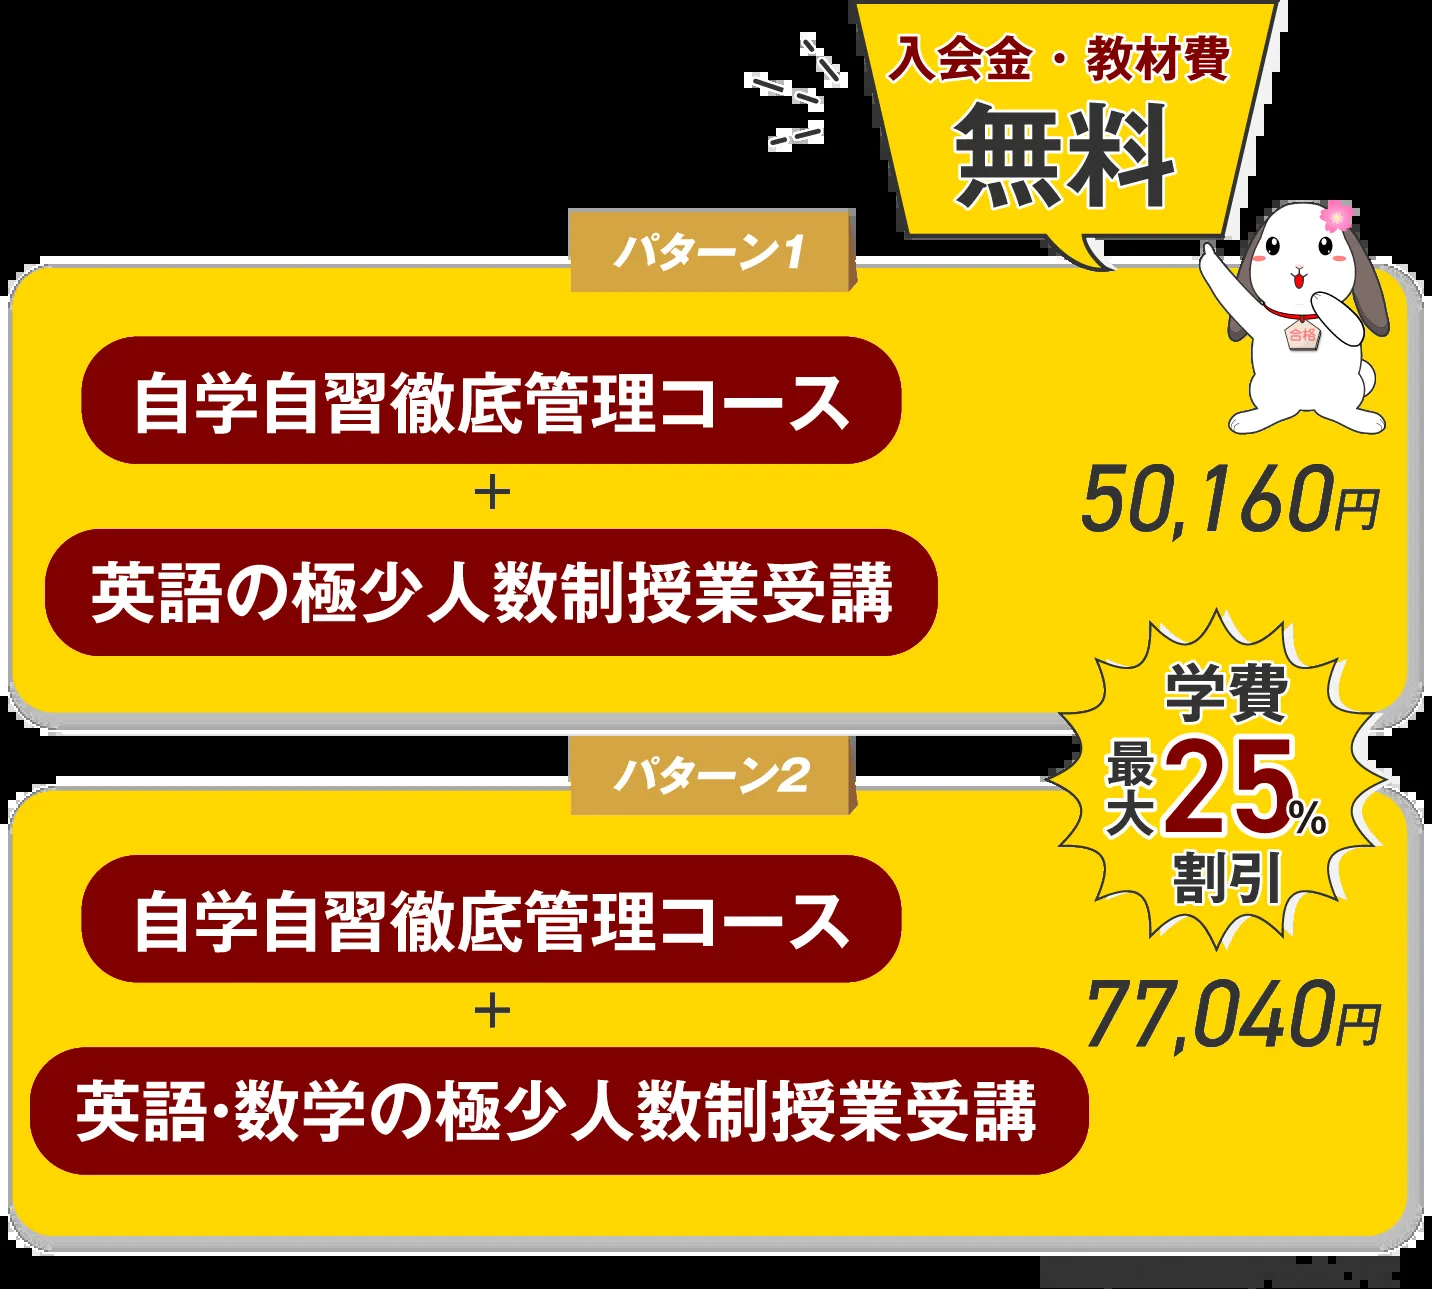 入会金・教材費
無料
パターン1
合格
自学自習徹底管理コース
+
英語の極少人数制授業受講
50,160円
学費
最大25%
割引
パターン2
自学自習徹底管理コース
+
英語・数学の極少人数制授業受講
77,040円